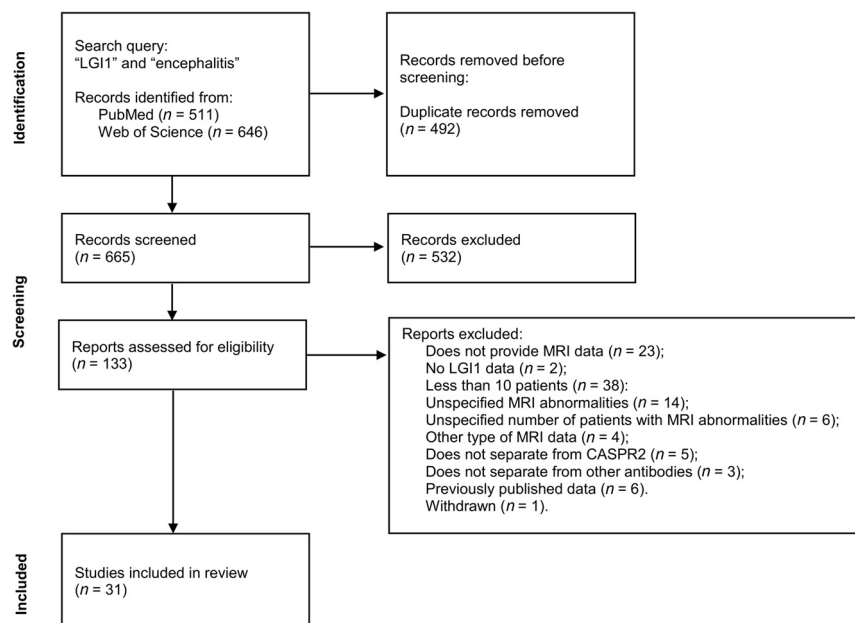 Identification
Search query:
“LGI1” and “encephalitis”
Records identified from:
PubMed (n = 511)
Web of Science (n = 646)
Records removed before
screening:
Duplicate records removed
(n = 492)
Screening
Records screened
(n = 665)
Records excluded
(n = 532)
Reports assessed for eligibility
(n = 133)
Reports excluded:
Does not provide MRI data (n = 23);
No LGI1 data (n = 2);
Less than 10 patients (n = 38):
Unspecified MRI abnormalities (n = 14);
Unspecified number of patients with MRI abnormalities (n = 6);
Other type of MRI data (n = 4);
Does not separate from CASPR2 (n = 5);
Does not separate from other antibodies (n = 3);
Previously published data (n = 6).
Withdrawn (n = 1).
Included
Studies included in review
(n = 31)